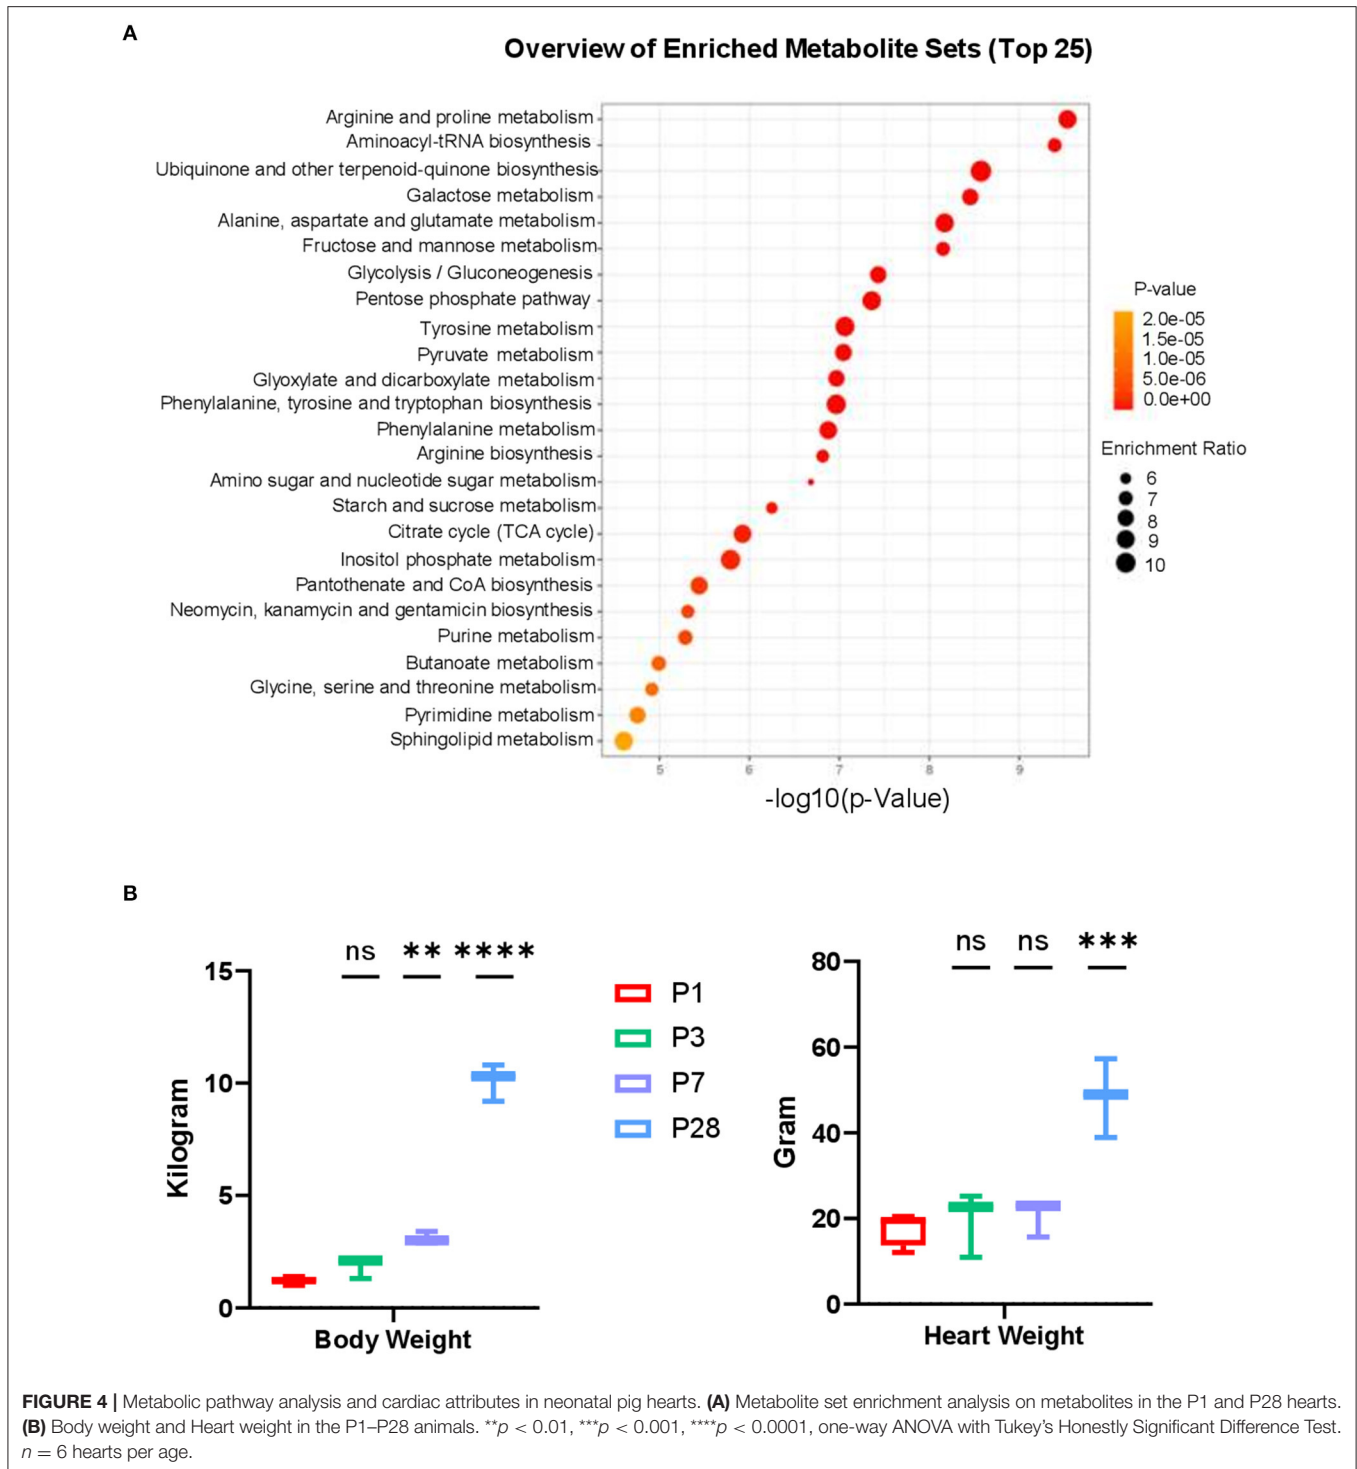 A
Overview of Enriched Metabolite Sets (Top 25)
Arginine and proline metabolism
Aminoacyl-tRNA biosynthesis
Ubiquinone and other terpenoid-quinone biosynthesis
Galactose metabolism
Alanine, aspartate and glutamate metabolism
Fructose and mannose metabolism
Glycolysis / Gluconeogenesis
Pentose phosphate pathway
Tyrosine metabolism
Pyruvate metabolism
Glyoxylate and dicarboxylate metabolism
Phenylalanine, tyrosine and tryptophan biosynthesis
Phenylalanine metabolism
Arginine biosynthesis
Amino sugar and nucleotide sugar metabolism
Starch and sucrose metabolism
Citrate cycle (TCA cycle)
Inositol phosphate metabolism
Pantothenate and CoA biosynthesis
Neomycin, kanamycin and gentamicin biosynthesis
Purine metabolism
Butanoate metabolism
Glycine, serine and threonine metabolism
Pyrimidine metabolism
Sphingolipid metabolism
5 6 7 8 9
-log10(p-Value)
P-value
2.0e-05
1.5e-05
1.0e-05
5.0e-06
0.0e+00
Enrichment Ratio
6
7
8
9
10
B
ns ** ****
15
10
5
0
Kilogram
Body Weight
P1
P3
P7
P28
ns ns ***
80
60
40
20
0
Gram
Heart Weight
FIGURE 4 | Metabolic pathway analysis and cardiac attributes in neonatal pig hearts. (A) Metabolite set enrichment analysis on metabolites in the P1 and P28 hearts.
(B) Body weight and Heart weight in the P1–P28 animals. **p < 0.01, ***p < 0.001, ****p < 0.0001, one-way ANOVA with Tukey's Honestly Significant Difference Test.
n = 6 hearts per age.